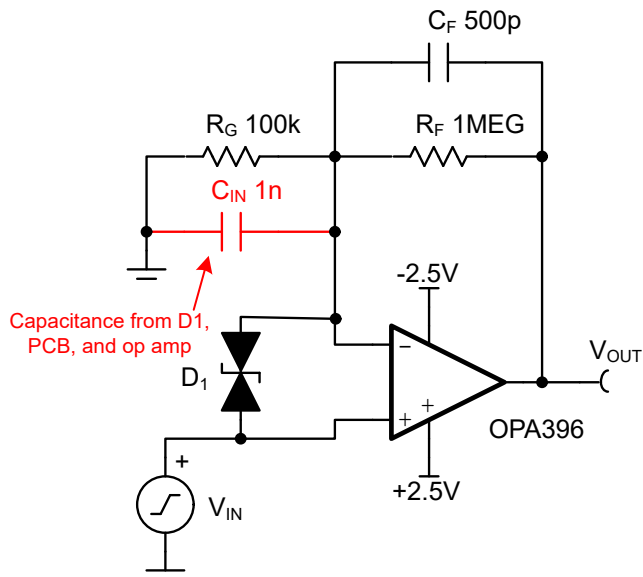 C_F 500p
R_G 100k
R_F 1MEG
C_IN 1n
-2.5V
Capacitance from D1,
PCB, and op amp
V_OUT
D_1
−
+
+
OPA396
+
+2.5V
V_IN